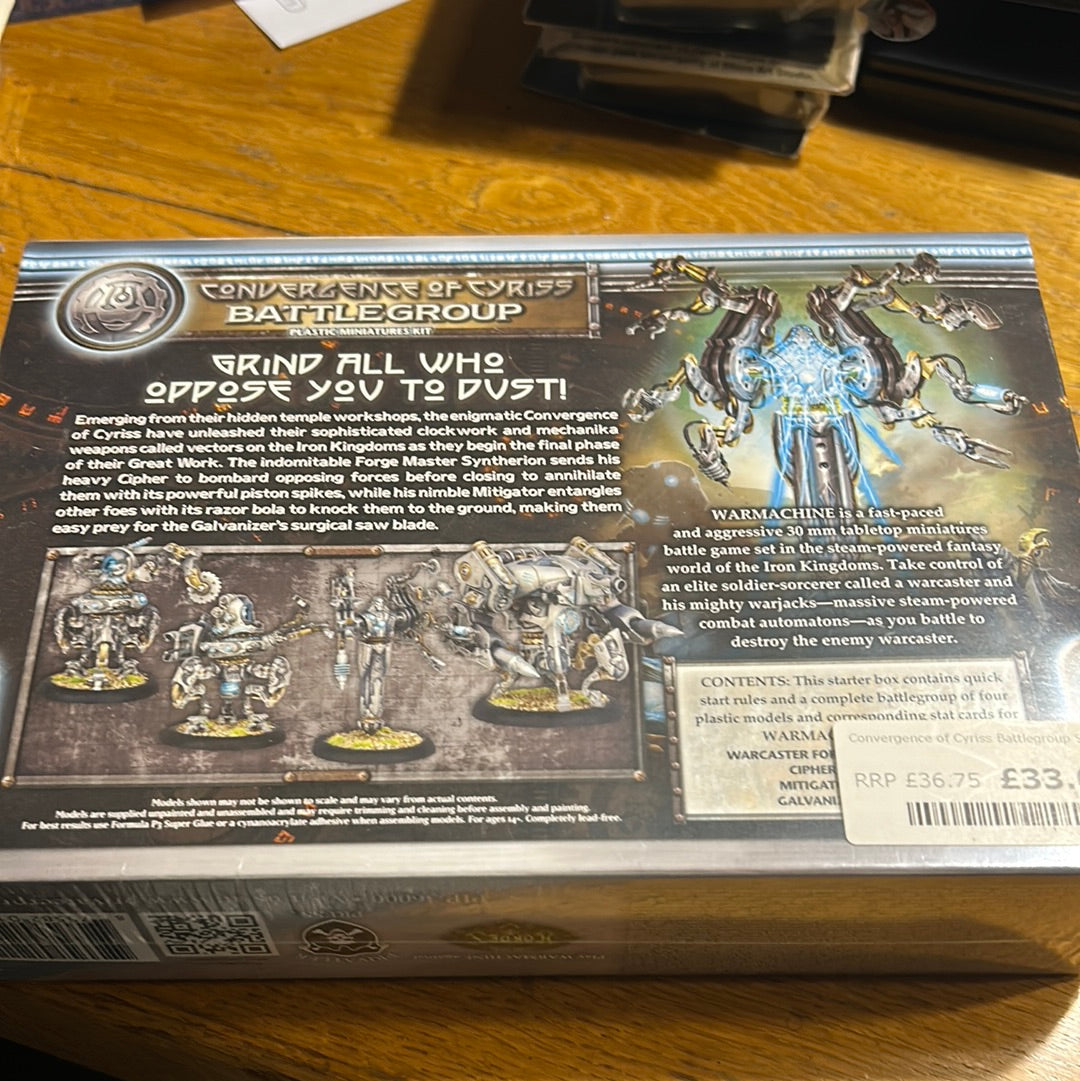 CONVERGENCE OF CYRISS
BATTLEGROUP
PLASTIC MINIATURES KIT
GRIND ALL WHO
OPPOSE YOU TO DUST!
Emerging from their hidden temple workshops, the enigmatic Convergence
of Cyriss have unleashed their sophisticated clockwork and mechanika
weapons called vectors on the Iron Kingdoms as they begin the final phase
of their Great Work. The indomitable Forge Master Syntherion sends his
heavy Cipher to bombard opposing forces before closing to annihilate
them with its powerful piston spikes, while his nimble Mitigator entangles
other foes with its razor bola to knock them to the ground, making them
easy prey for the Galvanizer's surgical saw blade.
WARMACHINE is a fast-paced
and aggressive 30 mm tabletop miniatures
battle game set in the steam-powered fantasy
world of the Iron Kingdoms. Take control of
an elite soldier-sorcerer called a warcaster and
his mighty warjacks—massive steam-powered
combat automatons—as you battle to
destroy the enemy warcaster.
CONTENTS: This starter box contains quick
start rules and a complete battlegroup of four
plastic models and corresponding stat cards for
WARMA
WARCASTER FOR
CIPHER
MITIGAT
GALVANI
Convergence of Cyriss Battlegroup S
RRP £36.75 £33.
Models shown may not be shown to scale and may vary from actual contents.
Models are supplied unpainted and unassembled and may require trimming and cleaning before assembly and painting.
For best results use Formula P3 Super Glue or a cyanoacrylate adhesive when assembling models. For ages 14+. Completely lead-free.
HORDES